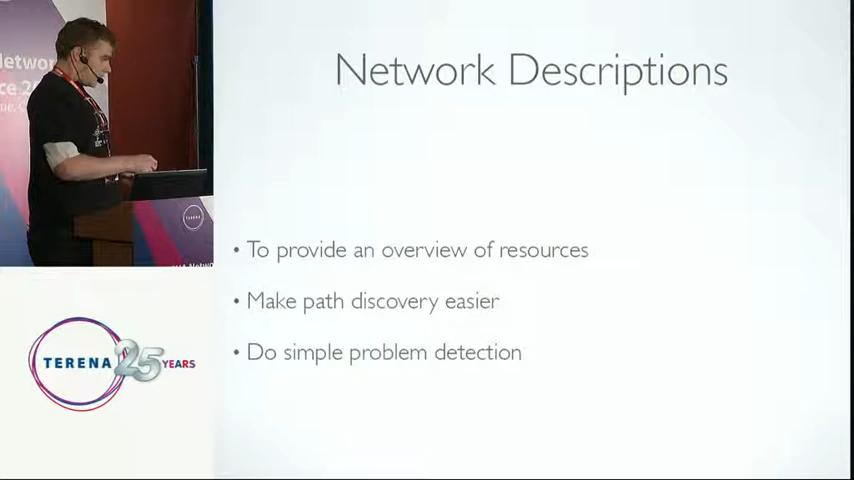 Network Descriptions
• To provide an overview of resources
• Make path discovery easier
• Do simple problem detection
TERENA 25 YEARS
TERENA